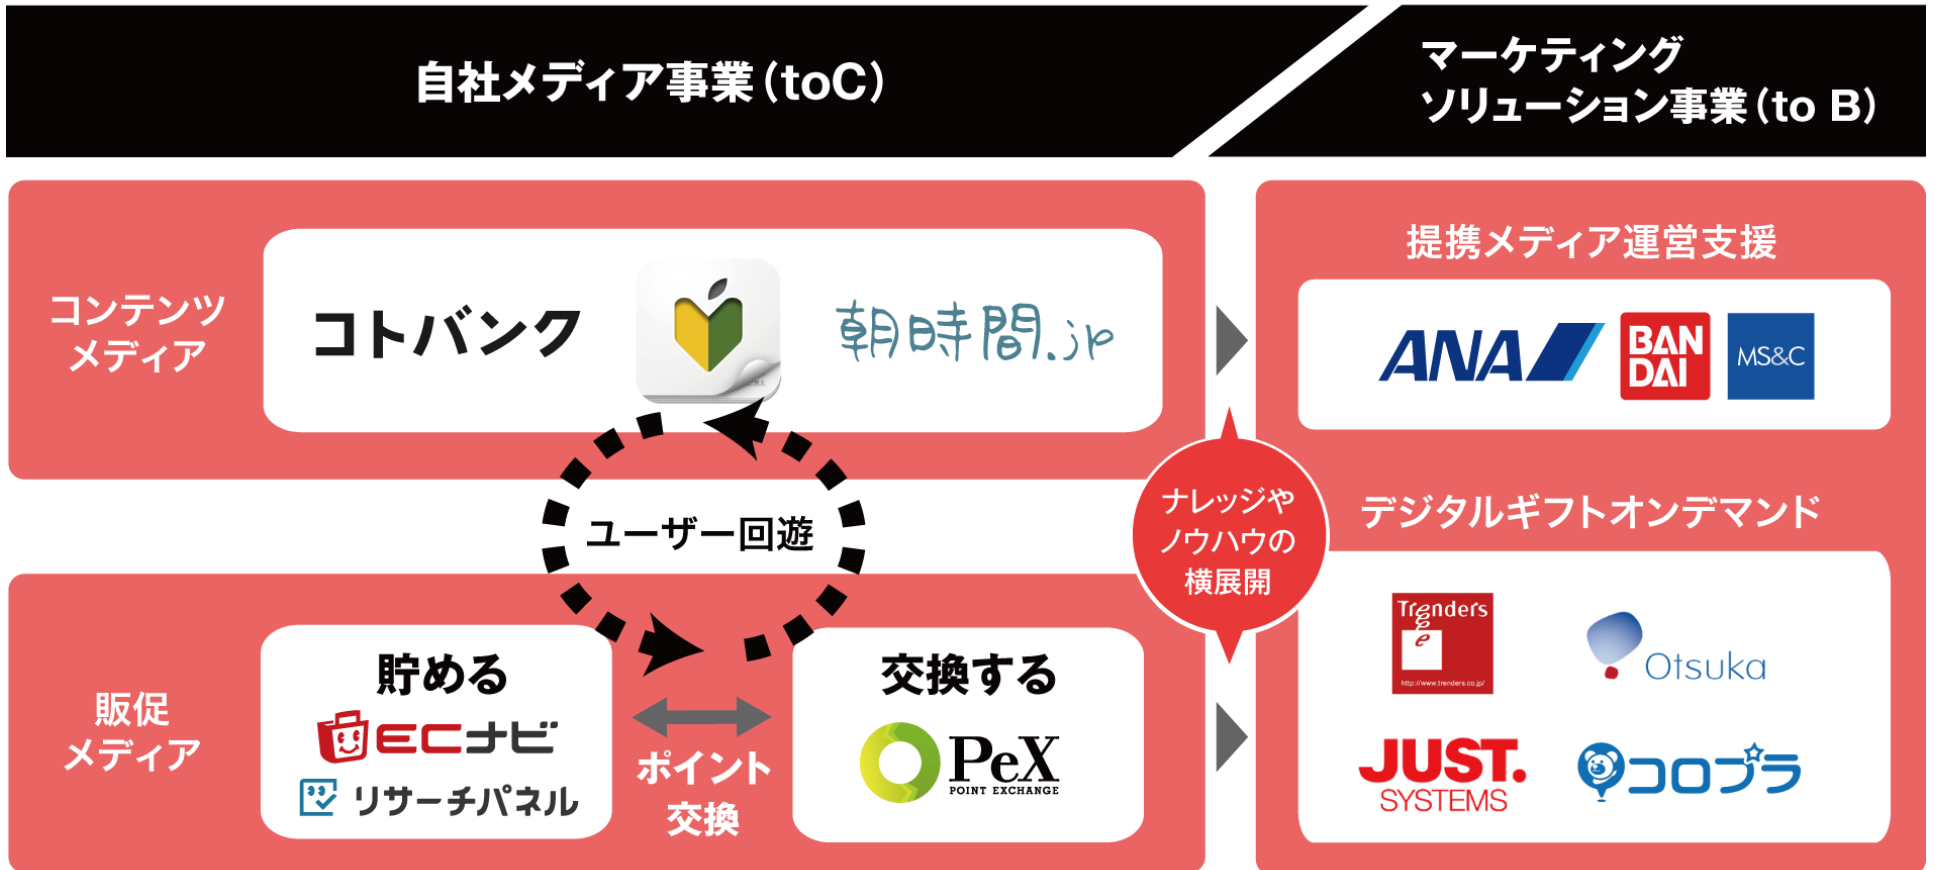 自社メディア事業(toC)
マーケティング
ソリューション事業(to B)
コンテンツ
メディア
コトバンク
朝時間.jp
ユーザー回遊
販促
メディア
貯める
ECナビ
リサーチパネル
ポイント
交換
交換する
PeX
POINT EXCHANGE
ナレッジや
ノウハウの
横展開
提携メディア運営支援
ANA
BAN
DAI
MS&C
デジタルギフトオンデマンド
Trenders
e
http://www.trenders.co.jp/
Otsuka
JUST.
SYSTEMS
コロプラ